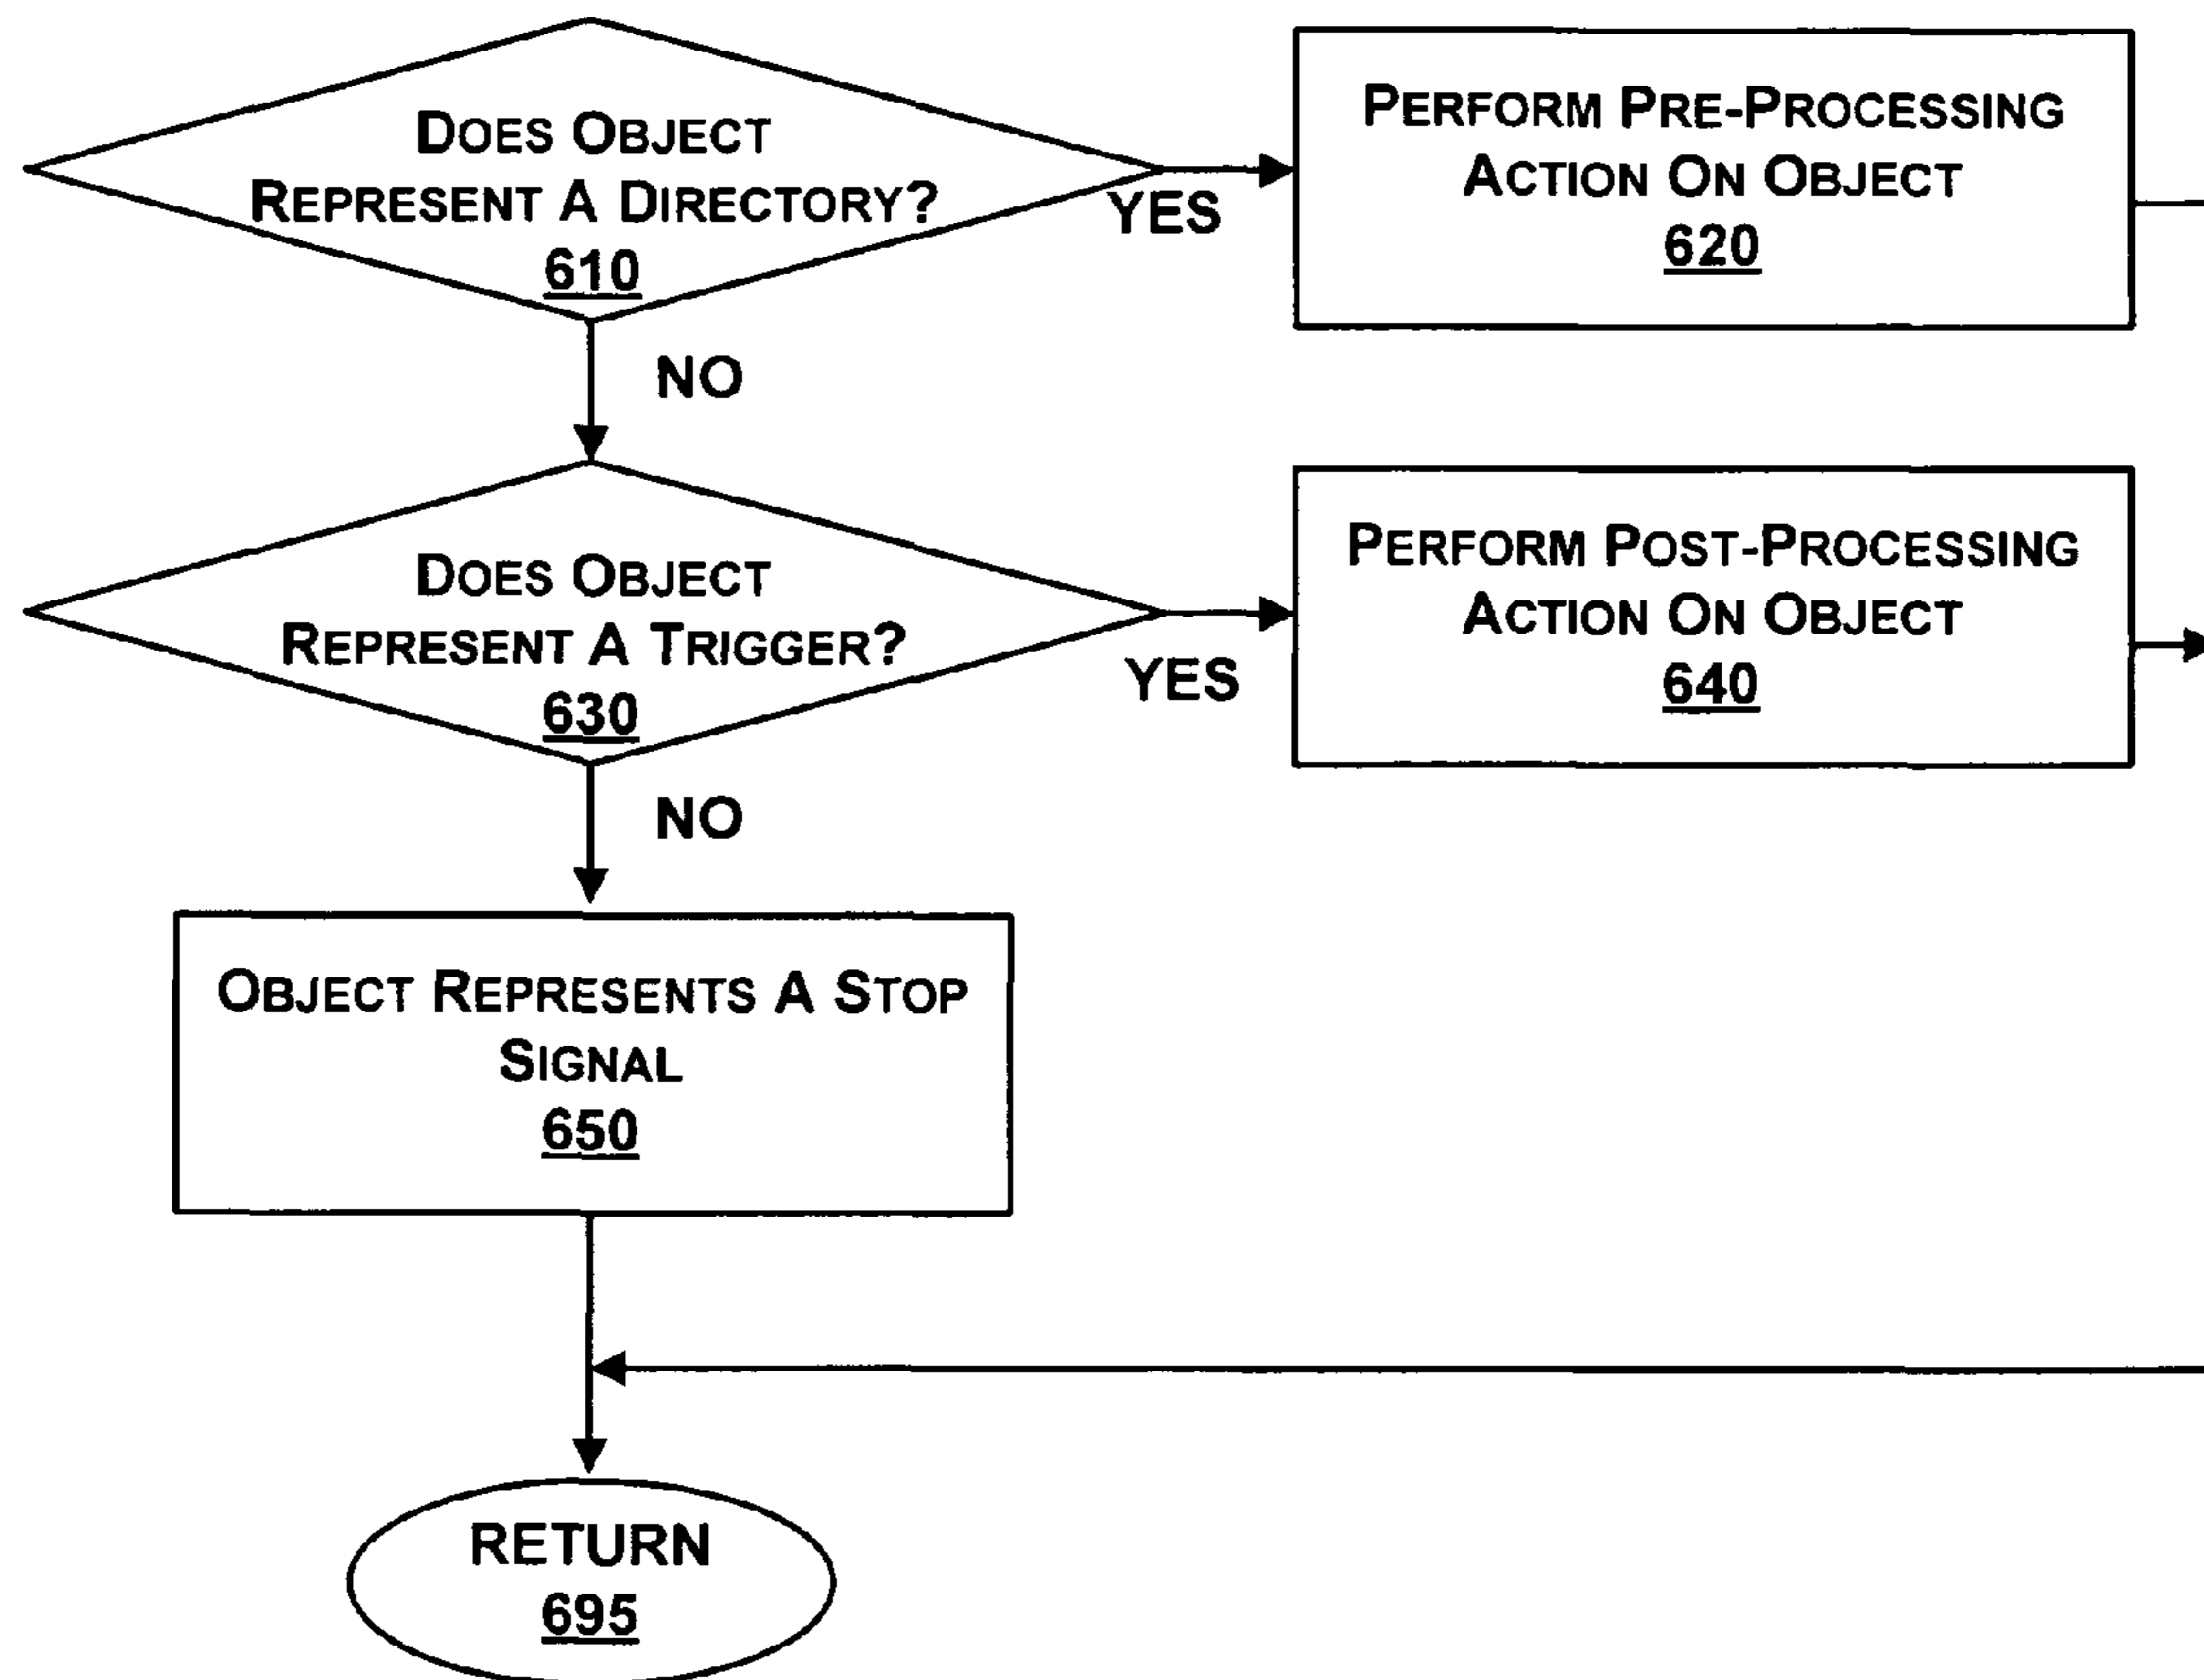 DOES OBJECT
REPRESENT A DIRECTORY?
610
YES
PERFORM PRE-PROCESSING
ACTION ON OBJECT
620
NO
DOES OBJECT
REPRESENT A TRIGGER?
630
YES
PERFORM POST-PROCESSING
ACTION ON OBJECT
640
NO
OBJECT REPRESENTS A STOP
SIGNAL
650
RETURN
695